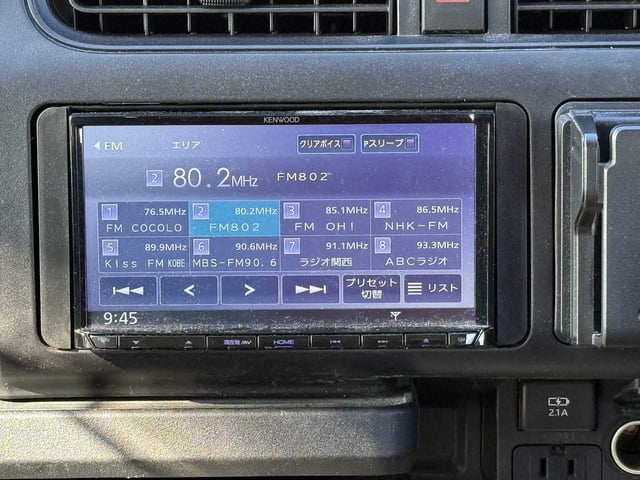 KENWOOD
FM エリア クリアボイス Pスリープ
2 80.2MHz FM802
1 76.5MHz 2 80.2MHz 3 85.1MHz 4 86.5MHz
FM COCOLO FM802 FM OH! NHK-FM
5 89.9MHz 6 90.6MHz 7 91.1MHz 8 93.3MHz
Kiss FM KOBE MBS-FM90.6 ラジオ関西 ABCラジオ
プリセット
切替
リスト
9:45
現在地/AV HOME
2.1A